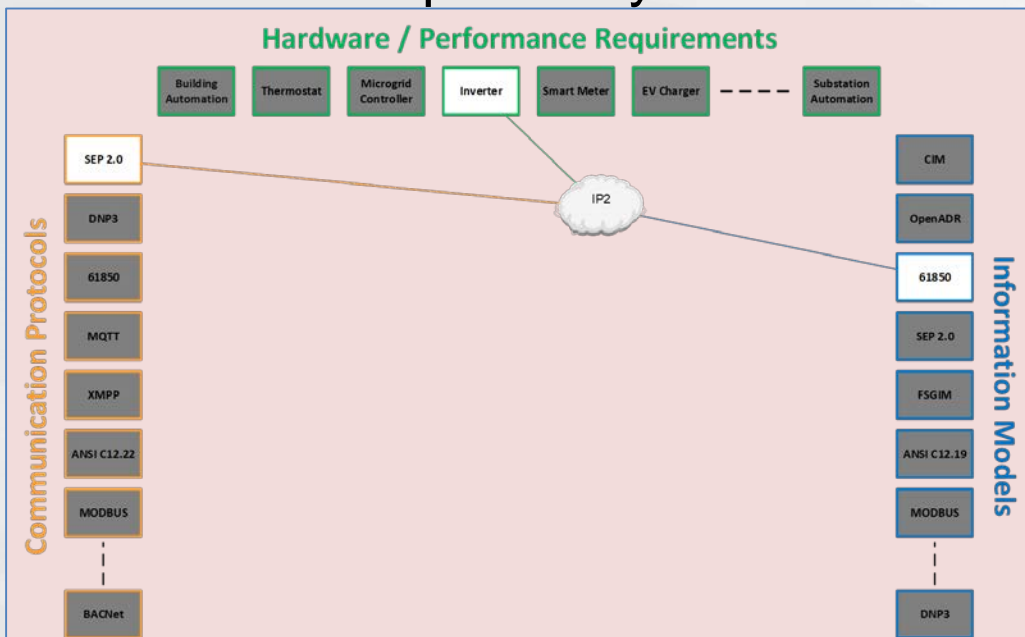 Hardware / Performance Requirements
Building
Automation
Thermostat
Microgrid
Controller
Inverter
Smart Meter
EV Charger
Substation
Automation
Communication Protocols
SEP 2.0
DNP3
61850
MQTT
XMPP
ANSI C12.22
MODBUS
BACNet
IP2
CIM
OpenADR
61850
SEP 2.0
FSGIM
ANSI C12.19
MODBUS
DNP3
Information Models